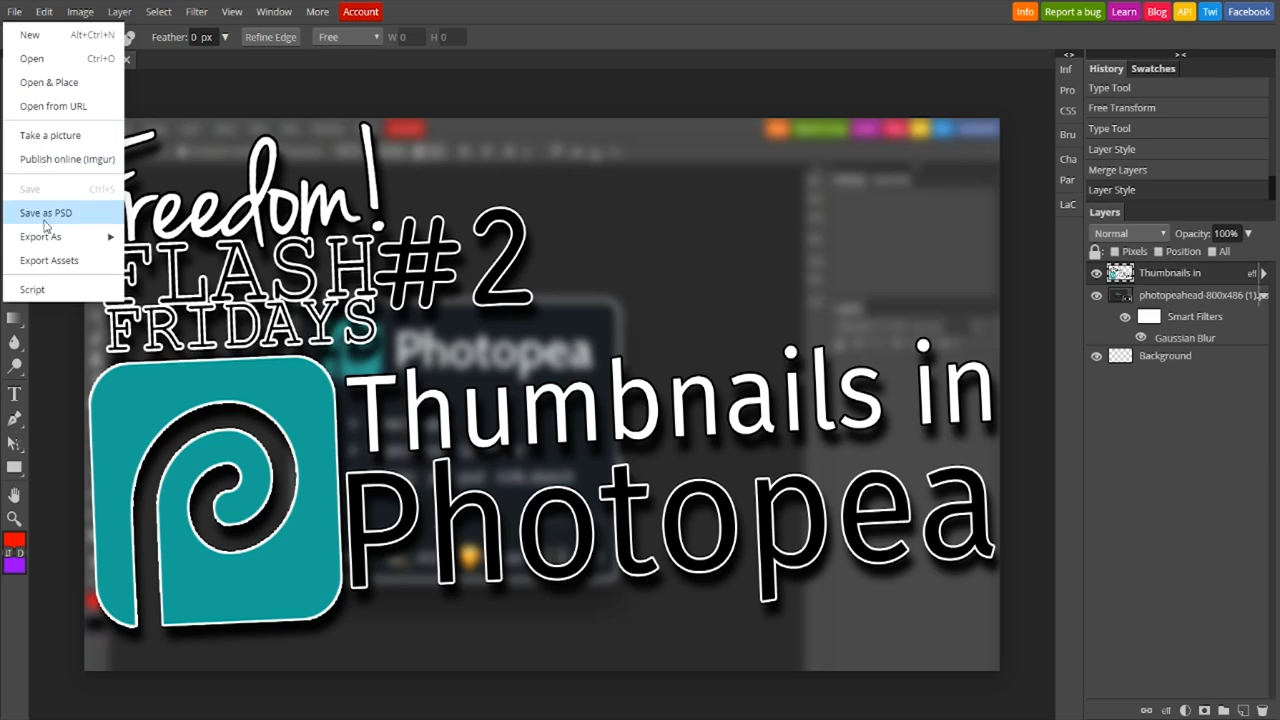 File Edit Image Layer Select Filter View Window More Account
Info Report a bug Learn Blog API Twi Facebook
Feather: 0 px Refine Edge Free W 0 H 0
New Alt+Ctrl+N
Open Ctrl+O
Open & Place
Open from URL
Take a picture
Publish online (Imgur)
Save Ctrl+S
Save as PSD
Export As
Export Assets
Script
Freedom!
FLASH #2
FRIDAYS
Photopea
Thumbnails in
Photopea
< >
Inf
Pro
CSS
Bru
Cha
Par
LaC
> <
History Swatches
Type Tool
Free Transform
Type Tool
Layer Style
Merge Layers
Layer Style
Layers
Normal Opacity: 100%
Pixels Position All
Thumbnails in eff
photopeahead-800x486 (1)
Smart Filters
Gaussian Blur
Background
T
LT D
eff